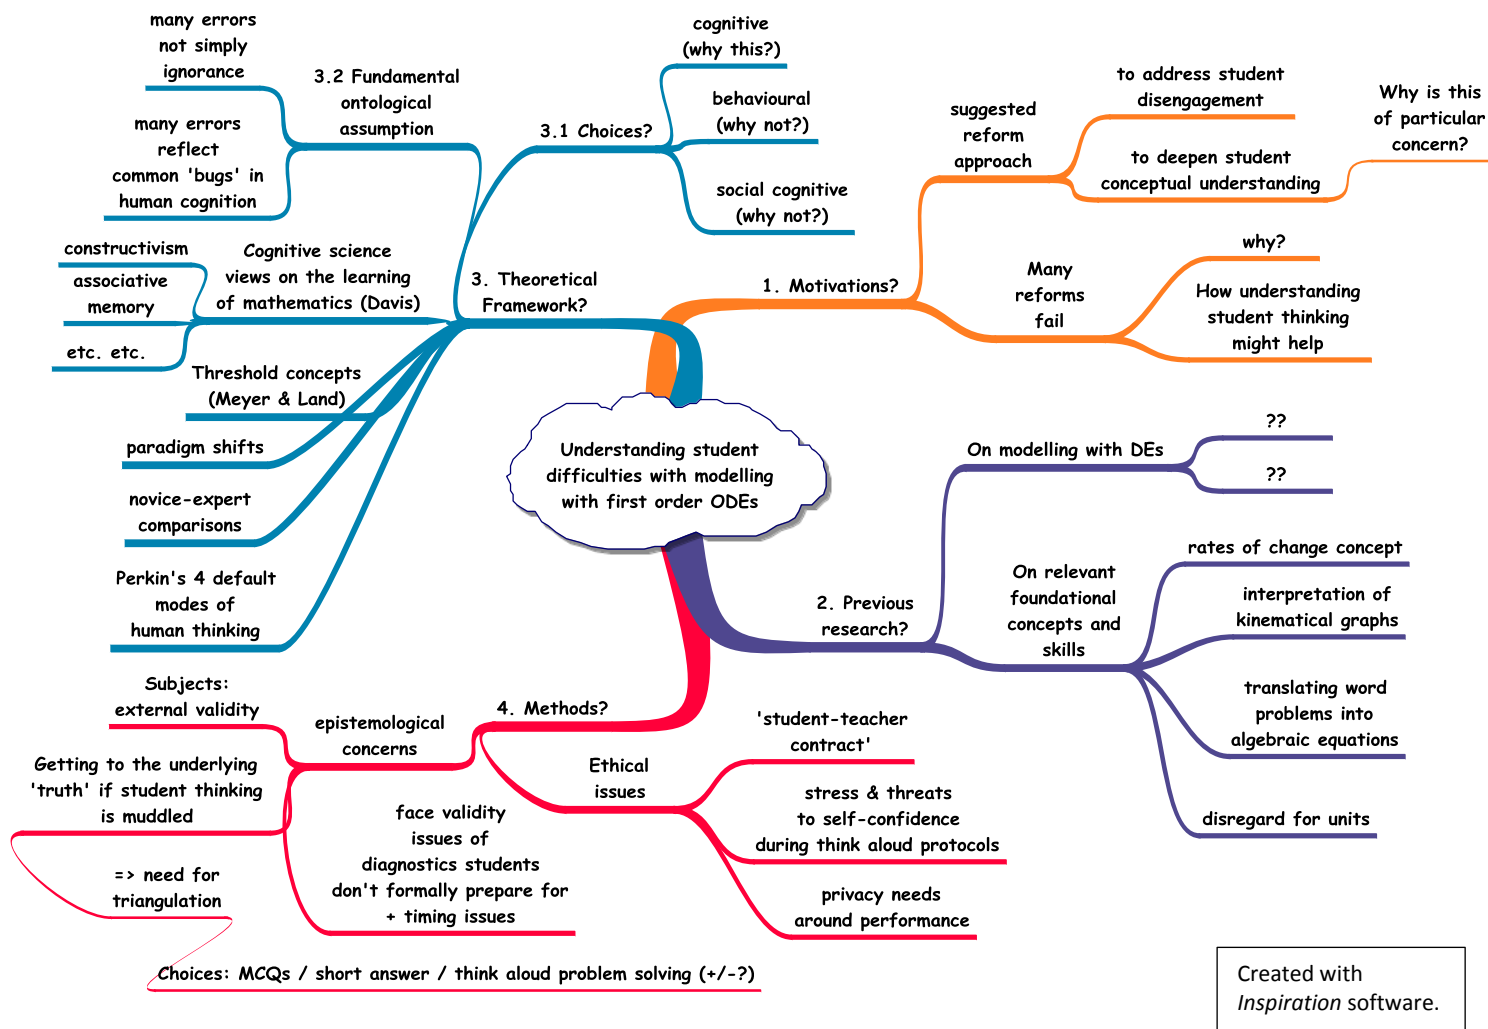 Understanding student
difficulties with modelling
with first order ODEs
1. Motivations?
suggested
reform
approach
to address student
disengagement
to deepen student
conceptual understanding
Why is this
of particular
concern?
Many
reforms
fail
why?
How understanding
student thinking
might help
2. Previous
research?
On modelling with DEs
??
??
On relevant
foundational
concepts and
skills
rates of change concept
interpretation of
kinematical graphs
translating word
problems into
algebraic equations
disregard for units
3. Theoretical
Framework?
3.1 Choices?
cognitive
(why this?)
behavioural
(why not?)
social cognitive
(why not?)
3.2 Fundamental
ontological
assumption
many errors
not simply
ignorance
many errors
reflect
common 'bugs' in
human cognition
Cognitive science
views on the learning
of mathematics (Davis)
constructivism
associative
memory
etc. etc.
Threshold concepts
(Meyer & Land)
paradigm shifts
novice-expert
comparisons
Perkin's 4 default
modes of
human thinking
4. Methods?
epistemological
concerns
Subjects:
external validity
Getting to the underlying
'truth' if student thinking
is muddled
=> need for
triangulation
Choices: MCQs / short answer / think aloud problem solving (+/-?)
face validity
issues of
diagnostics students
don't formally prepare for
+ timing issues
Ethical
issues
'student-teacher
contract'
stress & threats
to self-confidence
during think aloud protocols
privacy needs
around performance
Created with
Inspiration software.